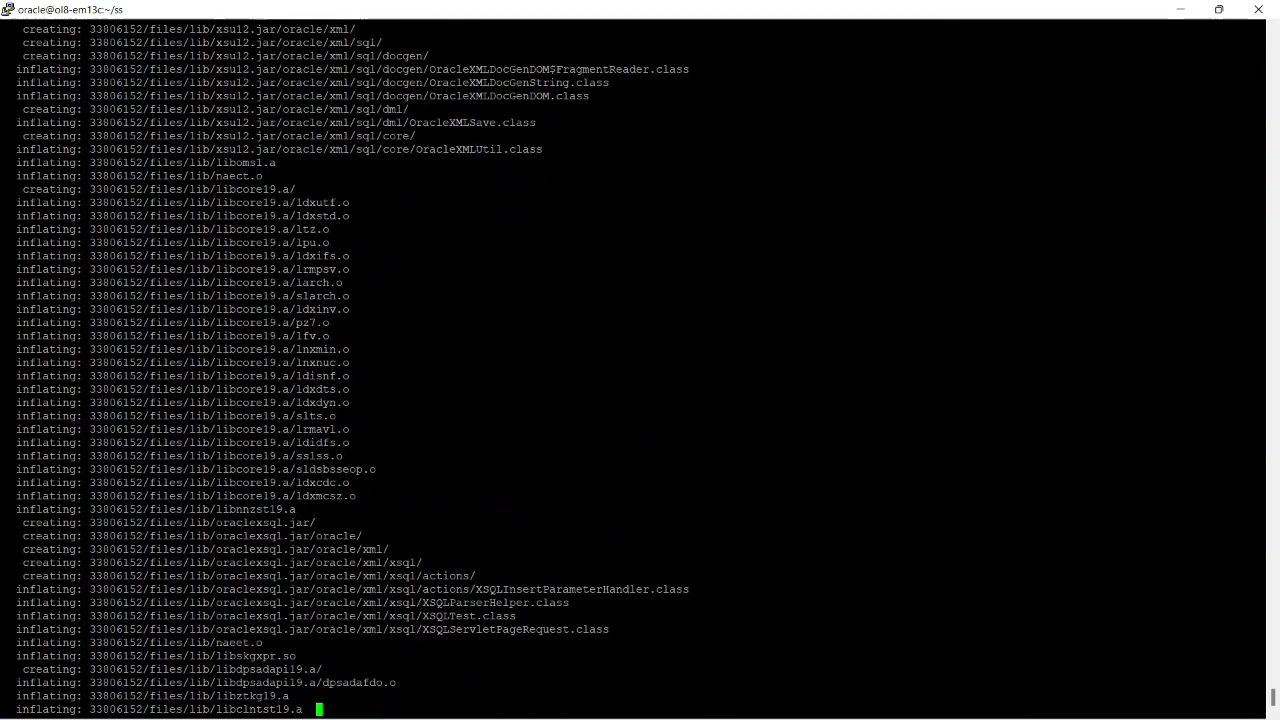 oracle@ol8-em13c:~/ss
creating: 33806152/files/lib/xsu12.jar/oracle/xml/
creating: 33806152/files/lib/xsu12.jar/oracle/xml/sql/
creating: 33806152/files/lib/xsu12.jar/oracle/xml/sql/docgen/
inflating: 33806152/files/lib/xsu12.jar/oracle/xml/sql/docgen/OracleXMLDocGenDOM$FragmentReader.class
inflating: 33806152/files/lib/xsu12.jar/oracle/xml/sql/docgen/OracleXMLDocGenString.class
inflating: 33806152/files/lib/xsu12.jar/oracle/xml/sql/docgen/OracleXMLDocGenDOM.class
creating: 33806152/files/lib/xsu12.jar/oracle/xml/sql/dml/
inflating: 33806152/files/lib/xsu12.jar/oracle/xml/sql/dml/OracleXMLSave.class
creating: 33806152/files/lib/xsu12.jar/oracle/xml/sql/core/
inflating: 33806152/files/lib/xsu12.jar/oracle/xml/sql/core/OracleXMLUtil.class
inflating: 33806152/files/lib/liboms1.a
inflating: 33806152/files/lib/naect.o
creating: 33806152/files/lib/libcore19.a/
inflating: 33806152/files/lib/libcore19.a/ldxutf.o
inflating: 33806152/files/lib/libcore19.a/ldxstd.o
inflating: 33806152/files/lib/libcore19.a/ltz.o
inflating: 33806152/files/lib/libcore19.a/lpu.o
inflating: 33806152/files/lib/libcore19.a/ldxifs.o
inflating: 33806152/files/lib/libcore19.a/lrmpsv.o
inflating: 33806152/files/lib/libcore19.a/larch.o
inflating: 33806152/files/lib/libcore19.a/slarch.o
inflating: 33806152/files/lib/libcore19.a/ldxinv.o
inflating: 33806152/files/lib/libcore19.a/pz7.o
inflating: 33806152/files/lib/libcore19.a/lfv.o
inflating: 33806152/files/lib/libcore19.a/lnxmin.o
inflating: 33806152/files/lib/libcore19.a/lnxnuc.o
inflating: 33806152/files/lib/libcore19.a/ldisnf.o
inflating: 33806152/files/lib/libcore19.a/ldxdts.o
inflating: 33806152/files/lib/libcore19.a/ldxdyn.o
inflating: 33806152/files/lib/libcore19.a/slts.o
inflating: 33806152/files/lib/libcore19.a/lrmavl.o
inflating: 33806152/files/lib/libcore19.a/ldidfs.o
inflating: 33806152/files/lib/libcore19.a/sslss.o
inflating: 33806152/files/lib/libcore19.a/sldsbsseop.o
inflating: 33806152/files/lib/libcore19.a/ldxcdc.o
inflating: 33806152/files/lib/libcore19.a/ldxmcsz.o
inflating: 33806152/files/lib/libnnzst19.a
creating: 33806152/files/lib/oraclexsql.jar/
creating: 33806152/files/lib/oraclexsql.jar/oracle/
creating: 33806152/files/lib/oraclexsql.jar/oracle/xml/
creating: 33806152/files/lib/oraclexsql.jar/oracle/xml/xsql/
creating: 33806152/files/lib/oraclexsql.jar/oracle/xml/xsql/actions/
inflating: 33806152/files/lib/oraclexsql.jar/oracle/xml/xsql/actions/XSQLInsertParameterHandler.class
inflating: 33806152/files/lib/oraclexsql.jar/oracle/xml/xsql/XSQLParserHelper.class
inflating: 33806152/files/lib/oraclexsql.jar/oracle/xml/xsql/XSQLTest.class
inflating: 33806152/files/lib/oraclexsql.jar/oracle/xml/xsql/XSQLServletPageRequest.class
inflating: 33806152/files/lib/naeet.o
inflating: 33806152/files/lib/libskgxpr.so
creating: 33806152/files/lib/libdpsadapi19.a/
inflating: 33806152/files/lib/libdpsadapi19.a/dpsadafdo.o
inflating: 33806152/files/lib/libztkg19.a
inflating: 33806152/files/lib/libclntst19.a